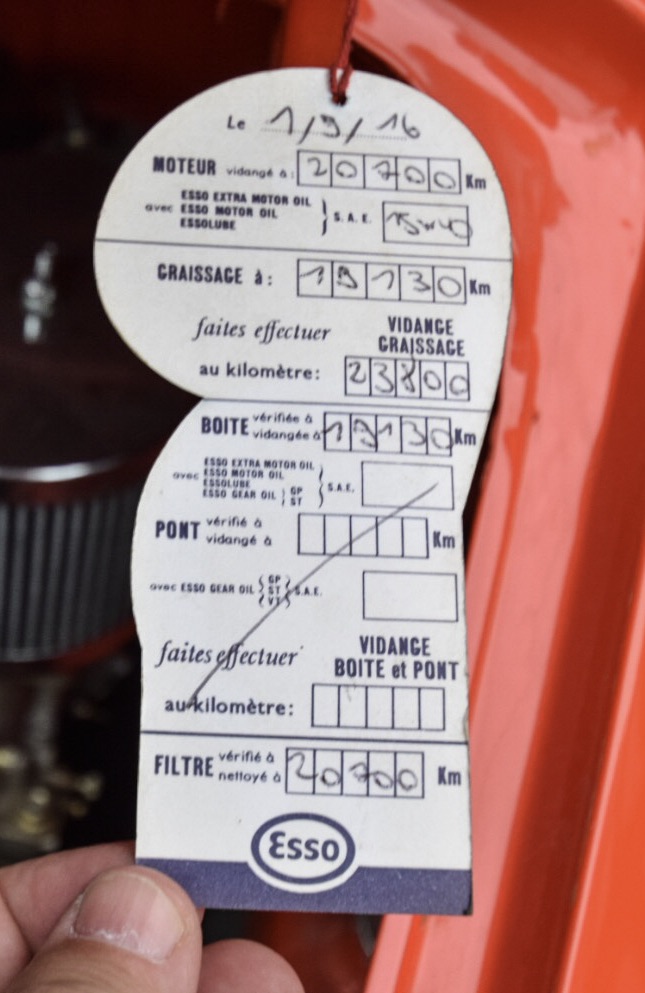 Le 1/9/16
MOTEUR vidangé à: 20700 Km
avec ESSO EXTRA MOTOR OIL
ESSO MOTOR OIL
ESSOLUBE } S.A.E. 15W40
GRAISSAGE à: 19130 Km
faites effectuer VIDANGE
GRAISSAGE
au kilomètre: 23800
BOITE vérifiée à
vidangée à 19130 Km
avec ESSO EXTRA MOTOR OIL
ESSO MOTOR OIL
ESSOLUBE
ESSO GEAR OIL } GP ST } S.A.E.
PONT vérifié à
vidangé à Km
avec ESSO GEAR OIL { GP ST VT } S.A.E.
faites effectuer VIDANGE
BOITE et PONT
au kilomètre:
FILTRE vérifié à
nettoyé à 20700 Km
Esso